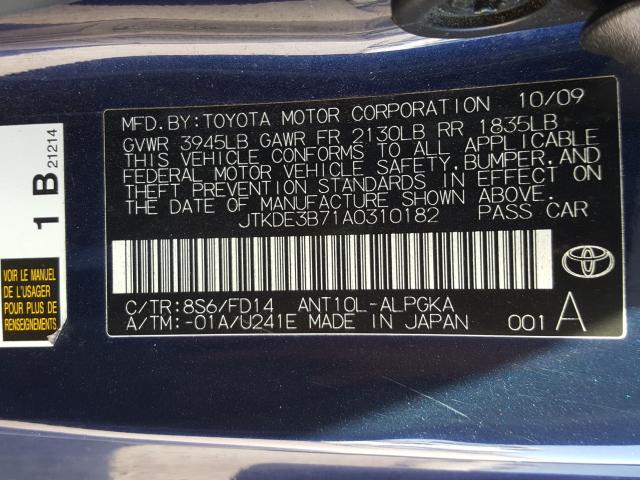 MFD.BY:TOYOTA MOTOR CORPORATION 10/09
GVWR 3945LB GAWR FR 2130LB RR 1835LB
THIS VEHICLE CONFORMS TO ALL APPLICABLE
FEDERAL MOTOR VEHICLE SAFETY,BUMPER,AND
THEFT PREVENTION STANDARDS IN EFFECT ON
THE DATE OF MANUFACTURE SHOWN ABOVE.
JTKDE3B71A0310182 PASS CAR
C/TR:8S6/FD14 ANT10L-ALPGKA
A/TM:-01A/U241E MADE IN JAPAN 001 A
1 B 21214
VOIR LE MANUEL
DE L'USAGER
POUR PLUS DE
RENSEIGNEMENTS